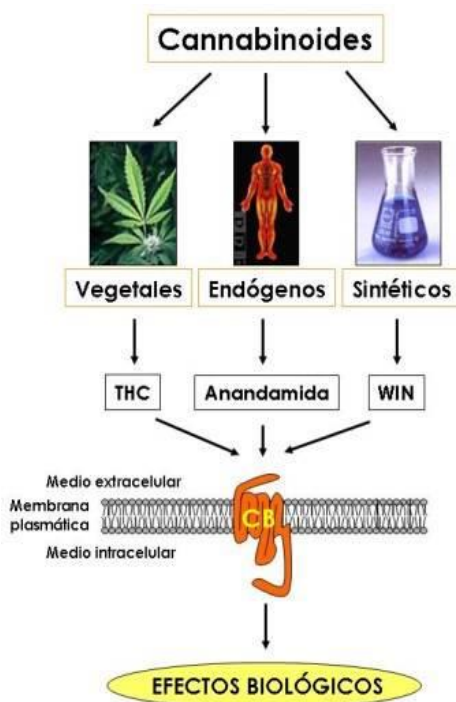 Cannabinoides
Vegetales
Endógenos
Sintéticos
THC
Anandamida
WIN
Medio extracelular
Membrana
plasmática
CB
Medio intracelular
EFECTOS BIOLÓGICOS